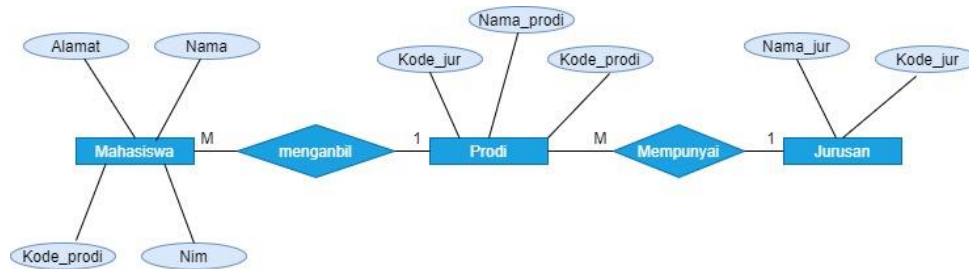 Nama_prodi
Alamat
Nama
Kode_jur
Kode_prodi
Nama_jur
Kode_jur
Mahasiswa
M
menganbil
1
Prodi
M
Mempunyai
1
Jurusan
Kode_prodi
Nim